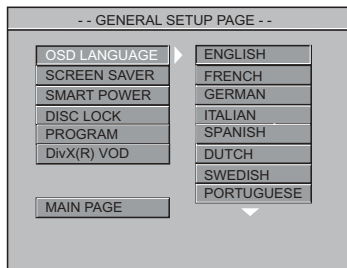 - - GENERAL SETUP PAGE - -
OSD LANGUAGE
SCREEN SAVER
SMART POWER
DISC LOCK
PROGRAM
DivX(R) VOD
MAIN PAGE
ENGLISH
FRENCH
GERMAN
ITALIAN
SPANISH
DUTCH
SWEDISH
PORTUGUESE